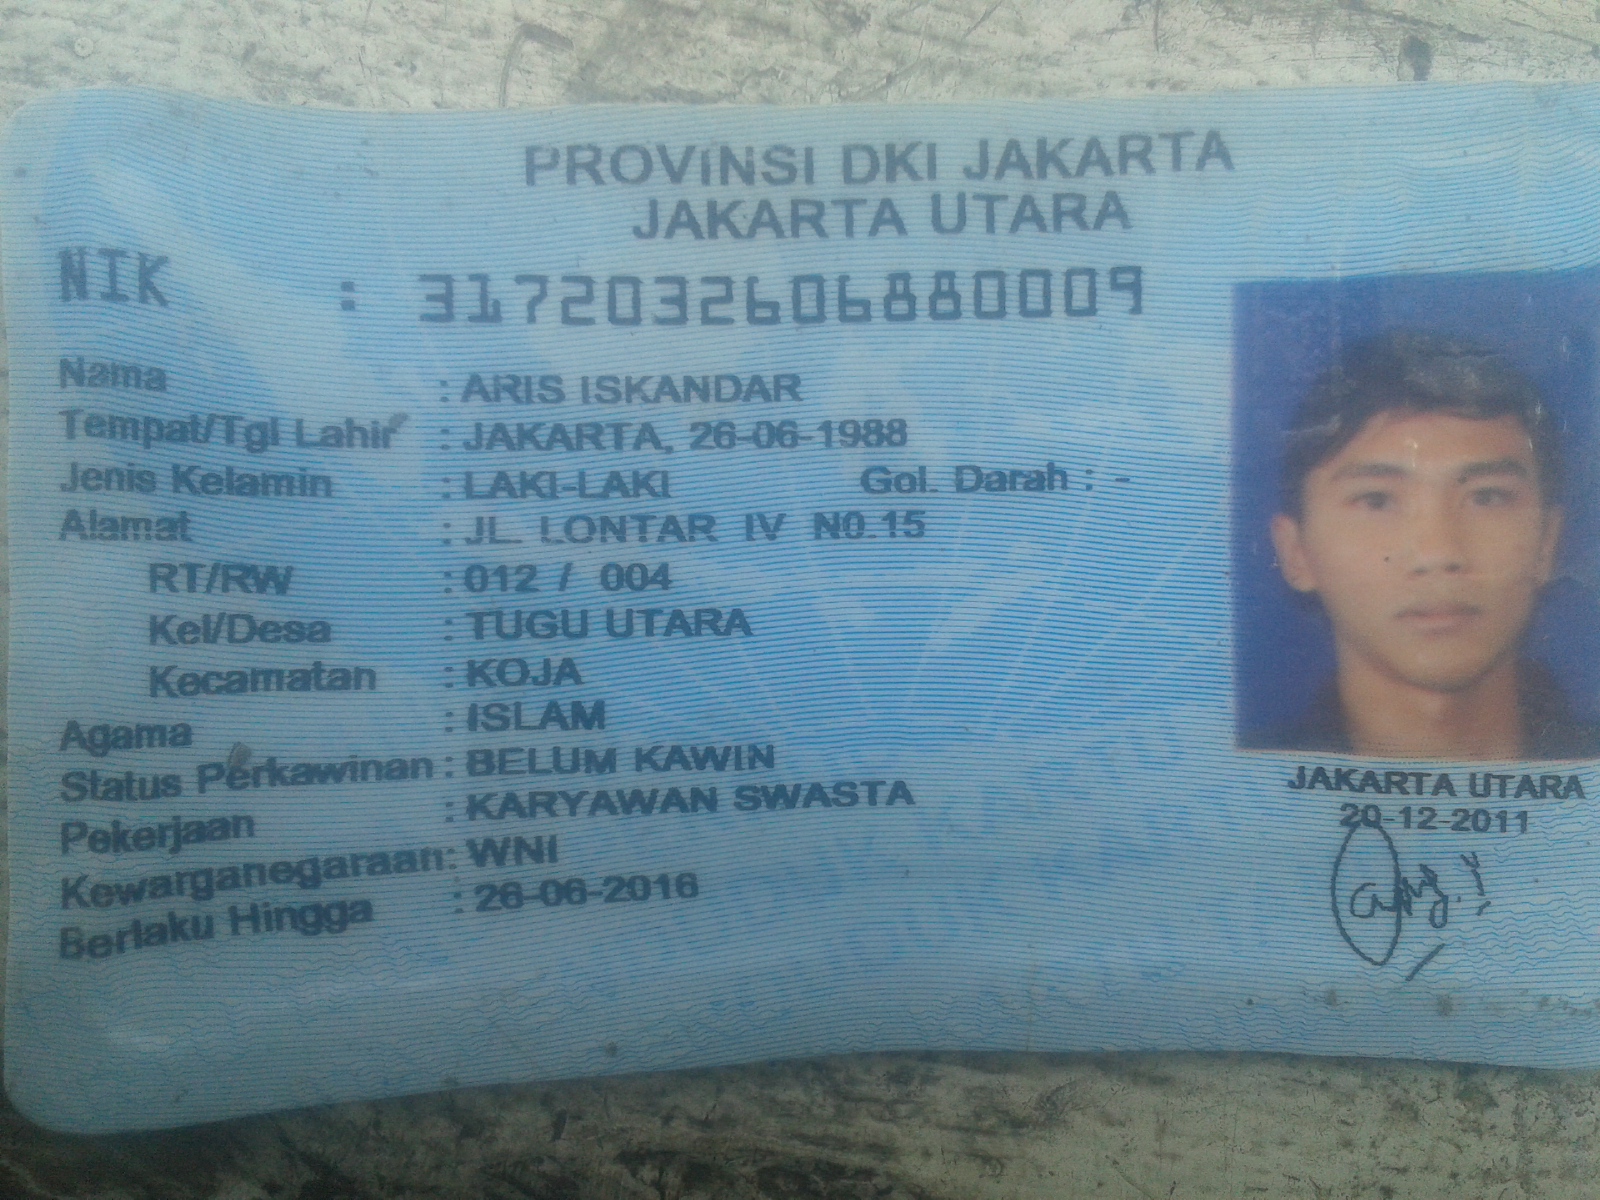 PROVINSI DKI JAKARTA
JAKARTA UTARA
NIK : 3172032606880009
Nama : ARIS ISKANDAR
Tempat/Tgl Lahir : JAKARTA, 26-06-1988
Jenis Kelamin : LAKI-LAKI Gol. Darah : -
Alamat : JL. LONTAR IV N0.15
RT/RW : 012 / 004
Kel/Desa : TUGU UTARA
Kecamatan : KOJA
Agama : ISLAM
Status Perkawinan : BELUM KAWIN
Pekerjaan : KARYAWAN SWASTA
Kewarganegaraan : WNI
Berlaku Hingga : 26-06-2016
JAKARTA UTARA
20-12-2011